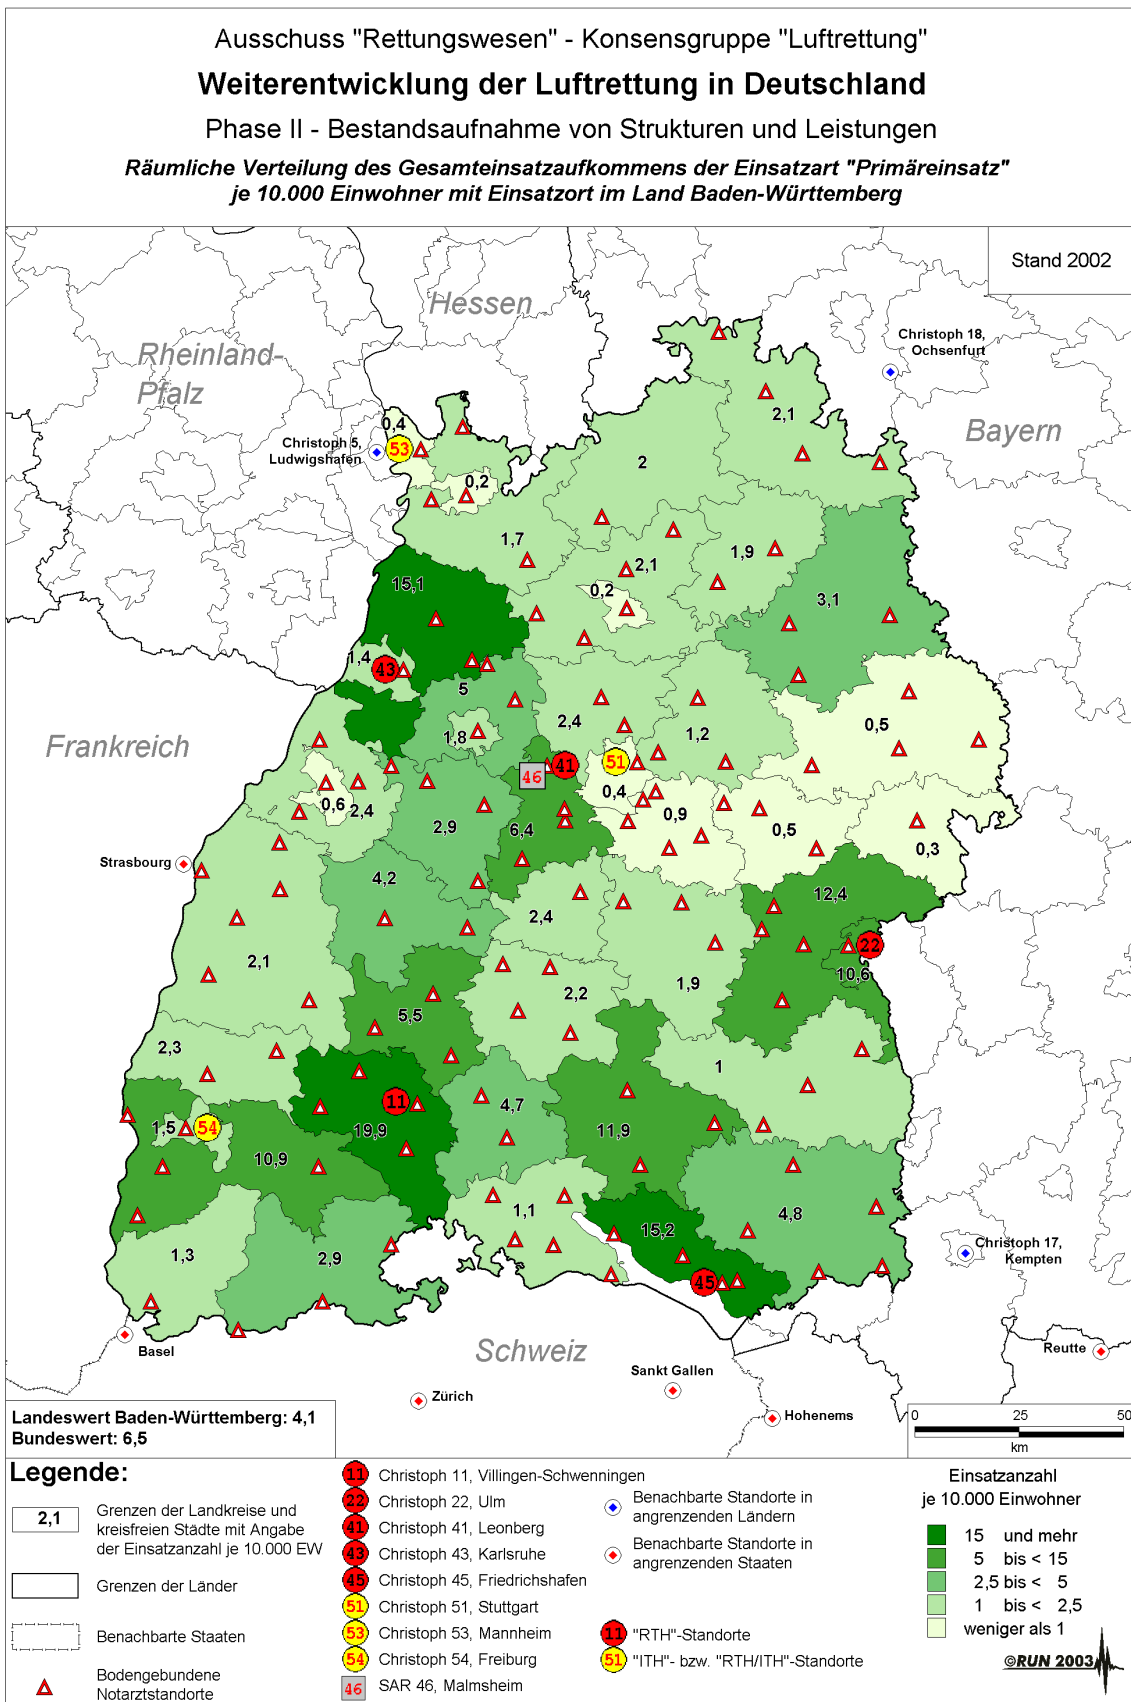 Ausschuss "Rettungswesen" - Konsensgruppe "Luftrettung"
Weiterentwicklung der Luftrettung in Deutschland
Phase II - Bestandsaufnahme von Strukturen und Leistungen
Räumliche Verteilung des Gesamteinsatzaufkommens der Einsatzart "Primäreinsatz"
je 10.000 Einwohner mit Einsatzort im Land Baden-Württemberg
Stand 2002
Hessen
Rheinland-
Pfalz
Bayern
Frankreich
Schweiz
Christoph 18,
Ochsenfurt
Christoph 5,
Ludwigshafen
Christoph 17,
Kempten
Strasbourg
Basel
Zürich
Sankt Gallen
Hohenems
Reutte
0,4
53
2,1
2
0,2
1,7
1,9
2,1
0,2
15,1
3,1
1,4
43
5
1,8
2,4
1,2
0,5
46
41
51
0,4
0,6
2,4
2,9
6,4
0,9
0,5
0,3
4,2
12,4
2,4
22
10,6
2,1
2,2
1,9
5,5
2,3
1
11
4,7
1,5
54
19,9
11,9
10,9
1,1
15,2
4,8
1,3
2,9
45
Landeswert Baden-Württemberg: 4,1
Bundeswert: 6,5
0 25 50
km
Legende:
2,1
Grenzen der Landkreise und
kreisfreien Städte mit Angabe
der Einsatzanzahl je 10.000 EW
Grenzen der Länder
Benachbarte Staaten
Bodengebundene
Notarztstandorte
11 Christoph 11, Villingen-Schwenningen
22 Christoph 22, Ulm
41 Christoph 41, Leonberg
43 Christoph 43, Karlsruhe
45 Christoph 45, Friedrichshafen
51 Christoph 51, Stuttgart
53 Christoph 53, Mannheim
54 Christoph 54, Freiburg
46 SAR 46, Malmsheim
Benachbarte Standorte in
angrenzenden Ländern
Benachbarte Standorte in
angrenzenden Staaten
11 "RTH"-Standorte
51 "ITH"- bzw. "RTH/ITH"-Standorte
Einsatzanzahl
je 10.000 Einwohner
15 und mehr
5 bis < 15
2,5 bis < 5
1 bis < 2,5
weniger als 1
©RUN 2003